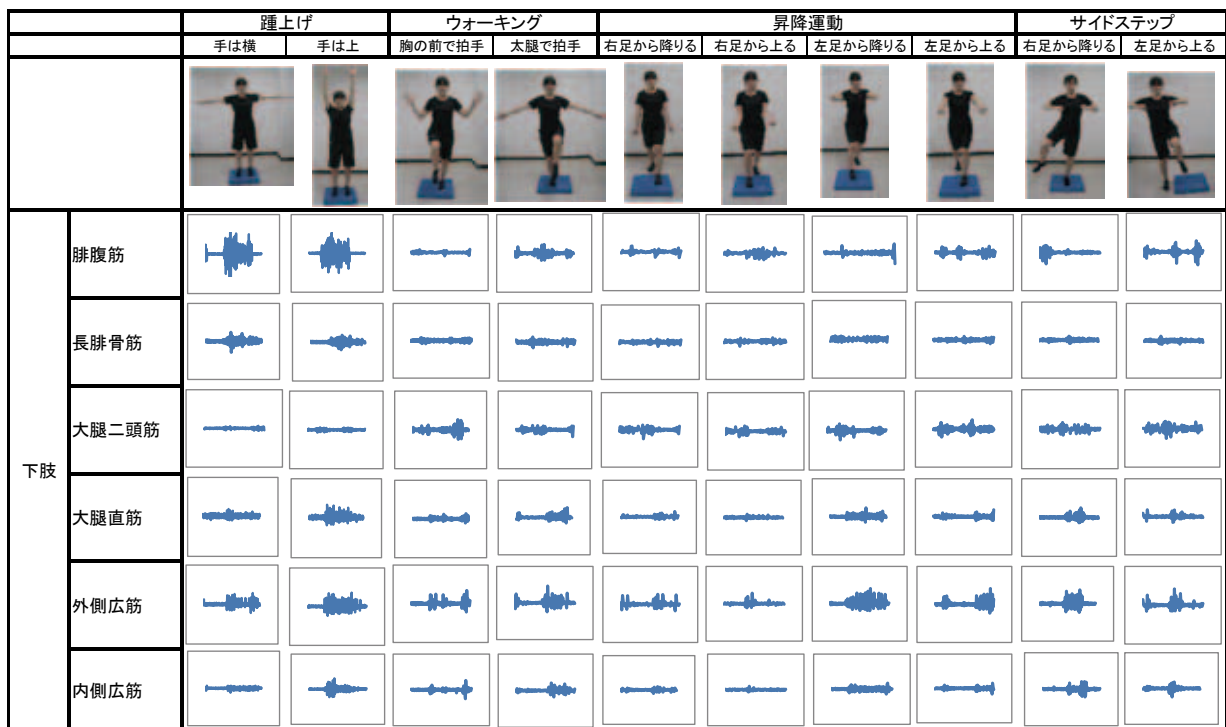 踵上げ ウォーキング 昇降運動 サイドステップ
手は横 手は上 胸の前で拍手 太腿で拍手 右足から降りる 右足から上る 左足から降りる 左足から上る 右足から降りる 左足から上る
腓腹筋
長腓骨筋
大腿二頭筋
下肢
大腿直筋
外側広筋
内側広筋